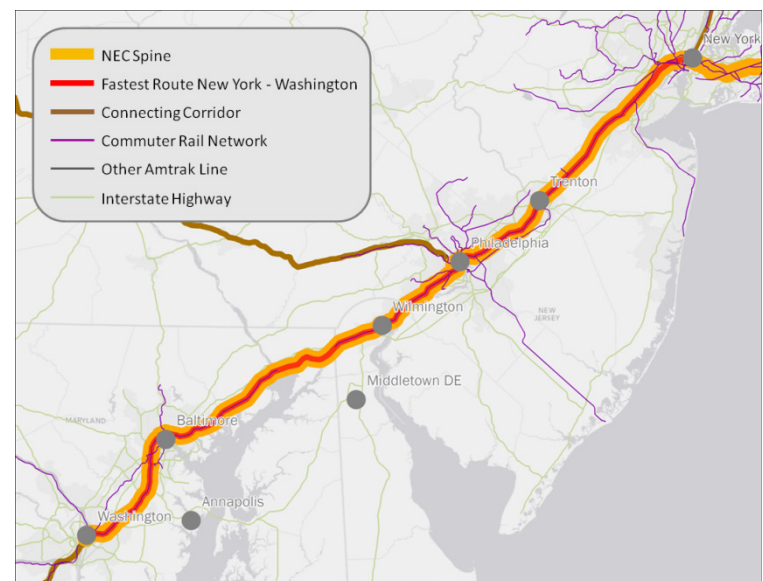 NEC Spine
Fastest Route New York - Washington
Connecting Corridor
Commuter Rail Network
Other Amtrak Line
Interstate Highway
New York
Trenton
Philadelphia
Wilmington
NEW
JERSEY
Middletown DE
MARYLAND
Baltimore
Annapolis
Washington